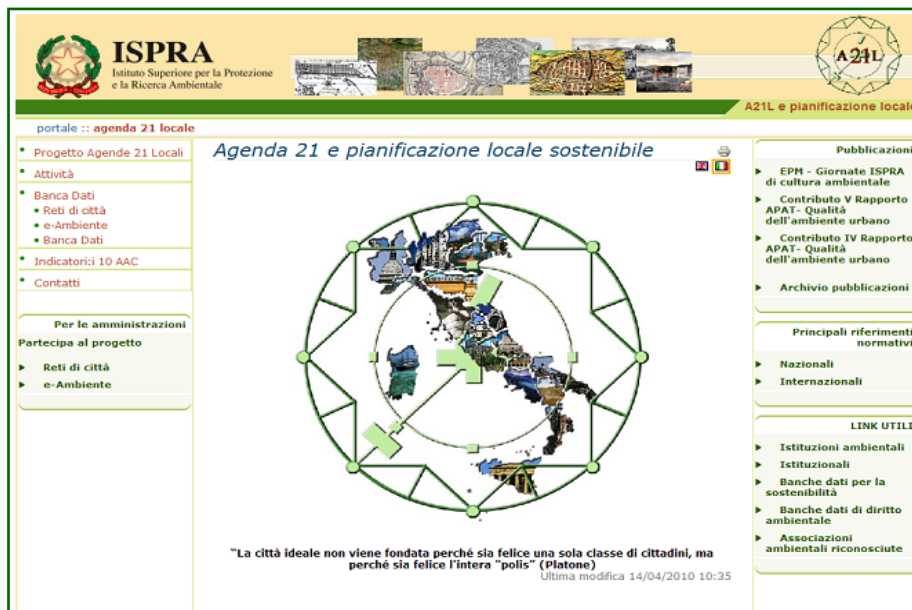 ISPRA
Istituto Superiore per la Protezione
e la Ricerca Ambientale
A21L
A21L e pianificazione locale
portale :: agenda 21 locale
Progetto Agende 21 Locali
Attività
Banca Dati
Reti di città
e-Ambiente
Banca Dati
Indicatori:i 10 AAC
Contatti
Per le amministrazioni
Partecipa al progetto
Reti di città
e-Ambiente
Agenda 21 e pianificazione locale sostenibile
"La città ideale non viene fondata perché sia felice una sola classe di cittadini, ma
perché sia felice l'intera "polis" (Platone)
Ultima modifica 14/04/2010 10:35
Pubblicazioni
EPM - Giornate ISPRA
di cultura ambientale
Contributo V Rapporto
APAT- Qualità
dell'ambiente urbano
Contributo IV Rapporto
APAT- Qualità
dell'ambiente urbano
Archivio pubblicazioni
Principali riferimenti
normativi
Nazionali
Internazionali
LINK UTILI
Istituzioni ambientali
Istituzionali
Banche dati per la
sostenibilità
Banche dati di diritto
ambientale
Associazioni
ambientali riconosciute